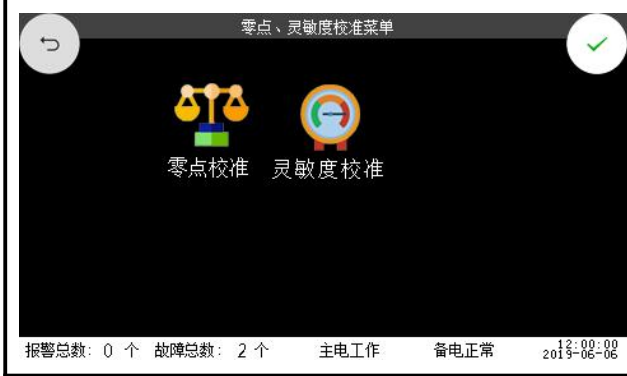 零点、灵敏度校准菜单
零点校准 灵敏度校准
报警总数: 0 个 故障总数: 2 个 主电工作 备电正常 12:00:00
2019-06-06